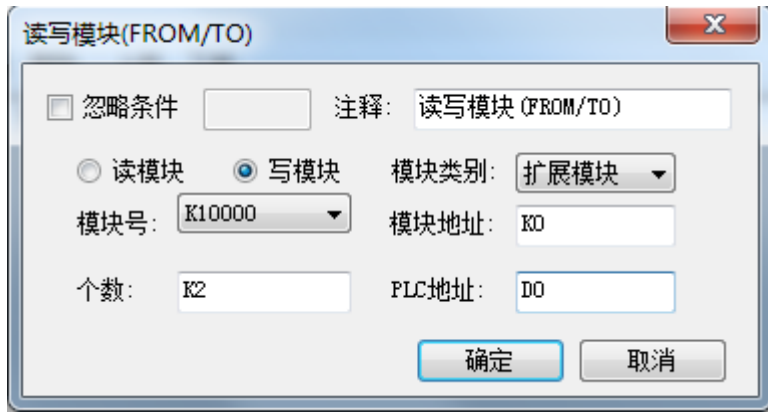 读写模块(FROM/TO)
忽略条件 注释: 读写模块(FROM/TO)
读模块 写模块 模块类别: 扩展模块
模块号: K10000 模块地址: K0
个数: K2 PLC地址: D0
确定 取消